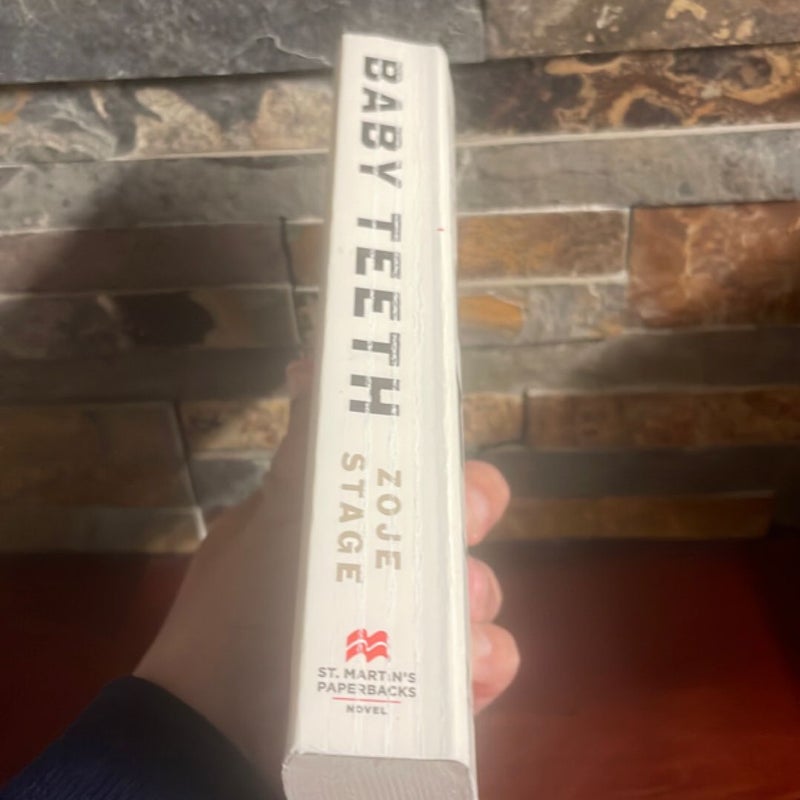 BABY TEETH
ZOJE
STAGE
ST. MARTIN'S
PAPERBACKS
NOVEL